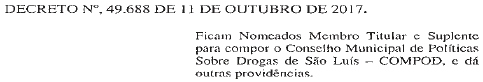 DECRETO Nº, 49.688 DE 11 DE OUTUBRO DE 2017.
Ficam Nomeados Membro Titular e Suplente
para compor o Conselho Municipal de Políticas
Sobre Drogas de São Luís – COMPOD, e dá
outras providências.